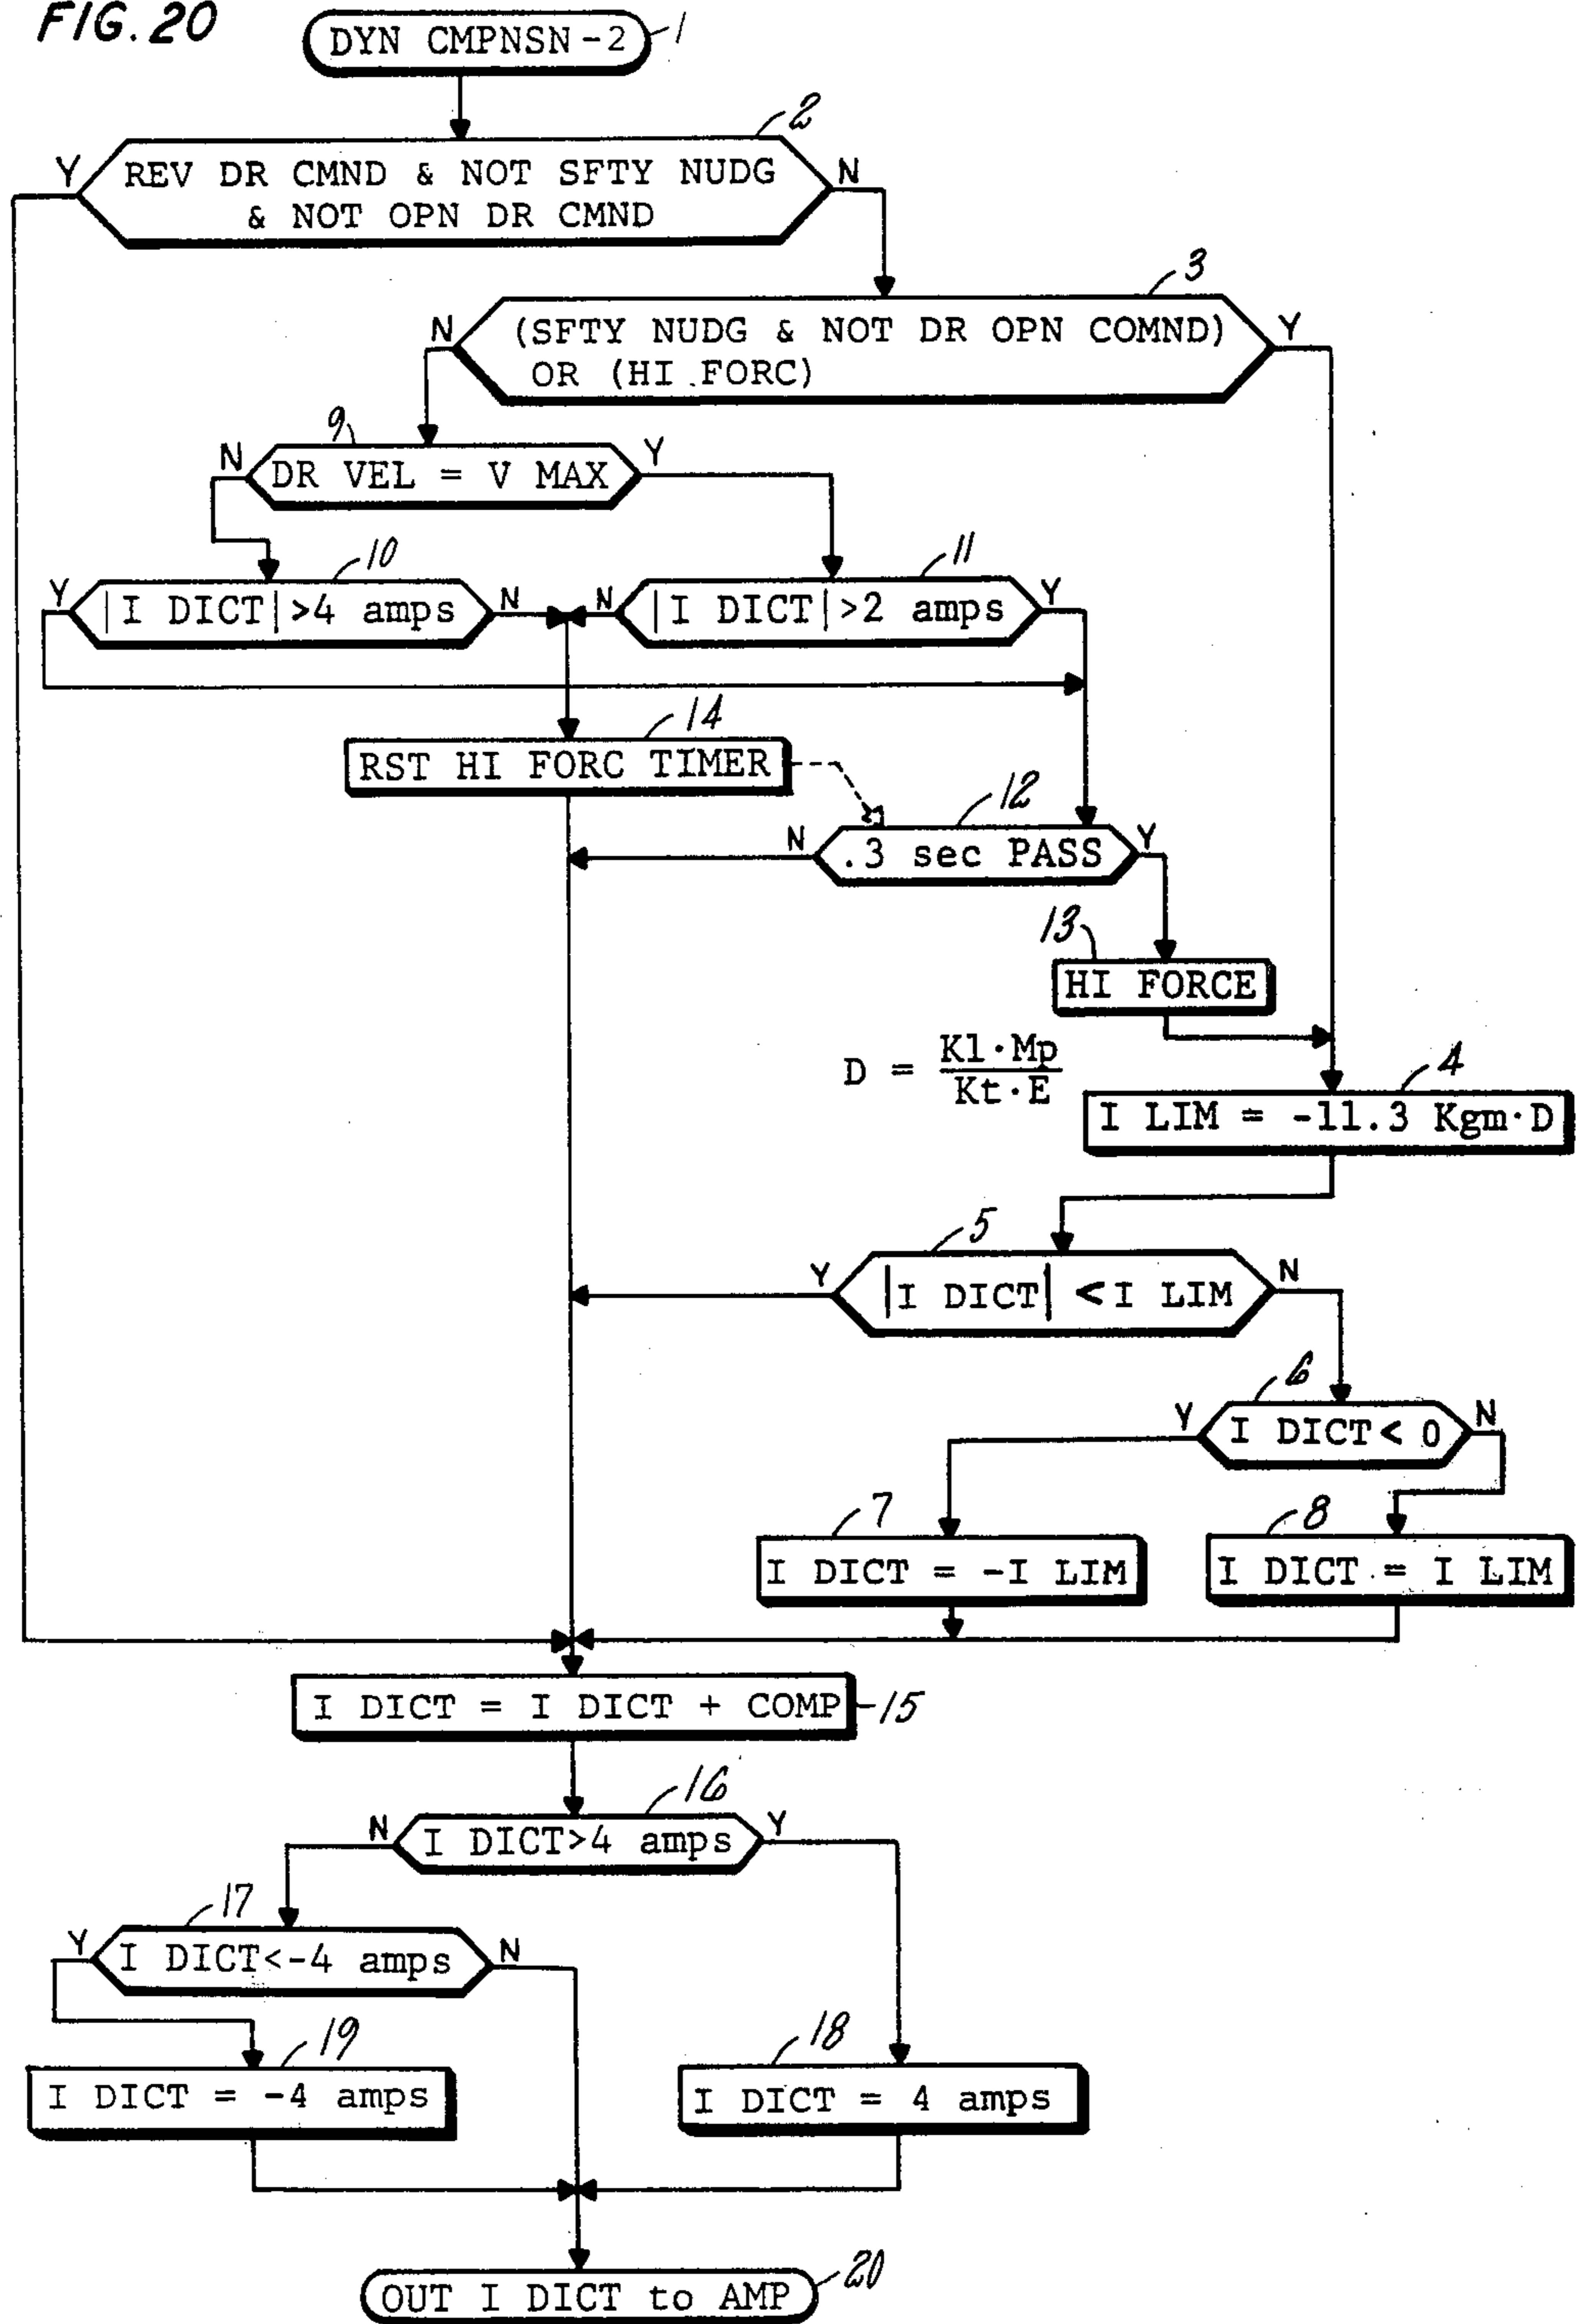 FIG. 20
DYN CMPNSN-2
1
2
Y
REV DR CMND & NOT SFTY NUDG
& NOT OPN DR CMND
N
3
N
(SFTY NUDG & NOT DR OPN COMND)
OR (HI FORC)
Y
9
N
DR VEL = V MAX
Y
10
11
Y
|I DICT|>4 amps
N
N
|I DICT|>2 amps
Y
14
RST HI FORC TIMER
12
N
.3 sec PASS
Y
13
HI FORCE
D = Kl·Mp
Kt·E
4
I LIM = -11.3 Kgm·D
5
Y
|I DICT| <I LIM
N
6
Y
I DICT< 0
N
7
I DICT = -I LIM
8
I DICT = I LIM
I DICT = I DICT + COMP
15
16
N
I DICT>4 amps
Y
17
Y
I DICT<-4 amps
N
19
I DICT = -4 amps
18
I DICT = 4 amps
OUT I DICT to AMP
20